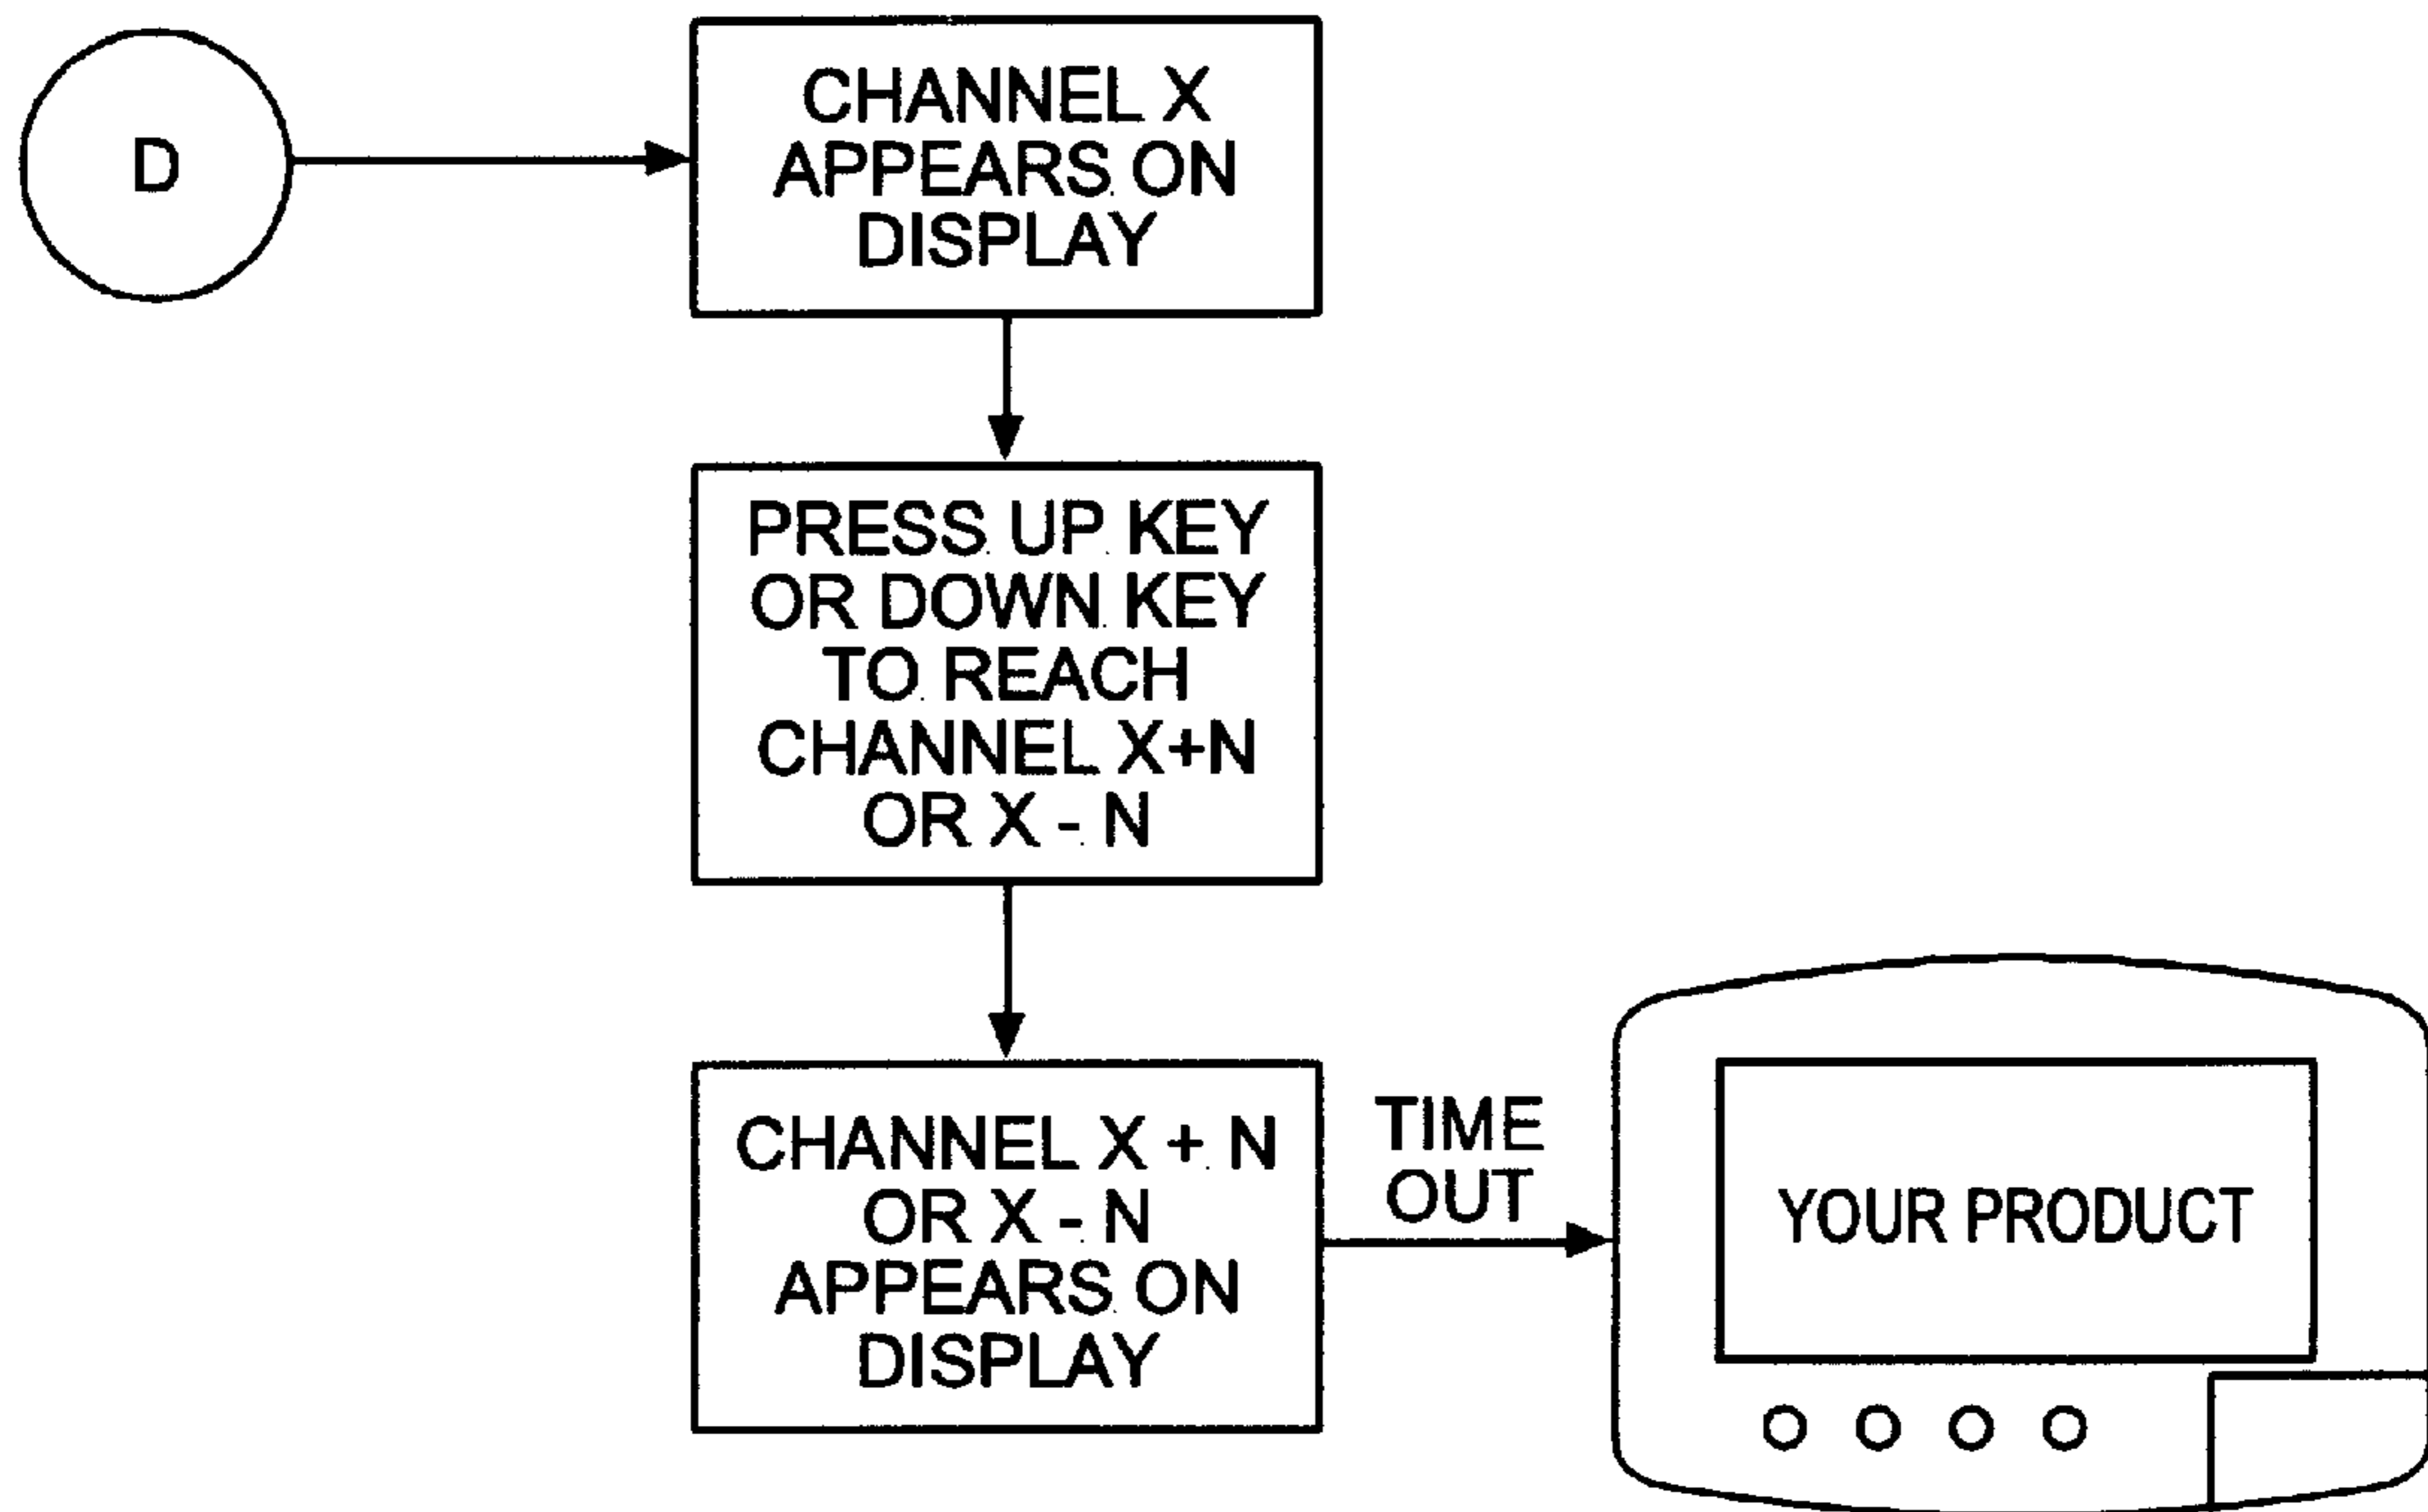 D
CHANNEL X
APPEARS ON
DISPLAY
PRESS UP KEY
OR DOWN KEY
TO REACH
CHANNEL X+N
OR X - N
CHANNEL X + N
OR X - N
APPEARS ON
DISPLAY
TIME
OUT
YOUR PRODUCT